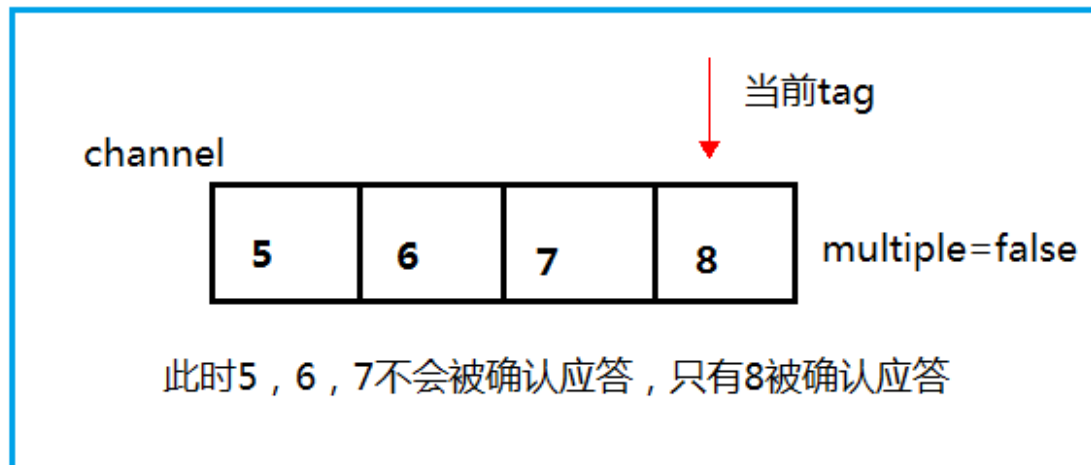 当前tag
channel
5 6 7 8
multiple=false
此时5，6，7不会被确认应答，只有8被确认应答